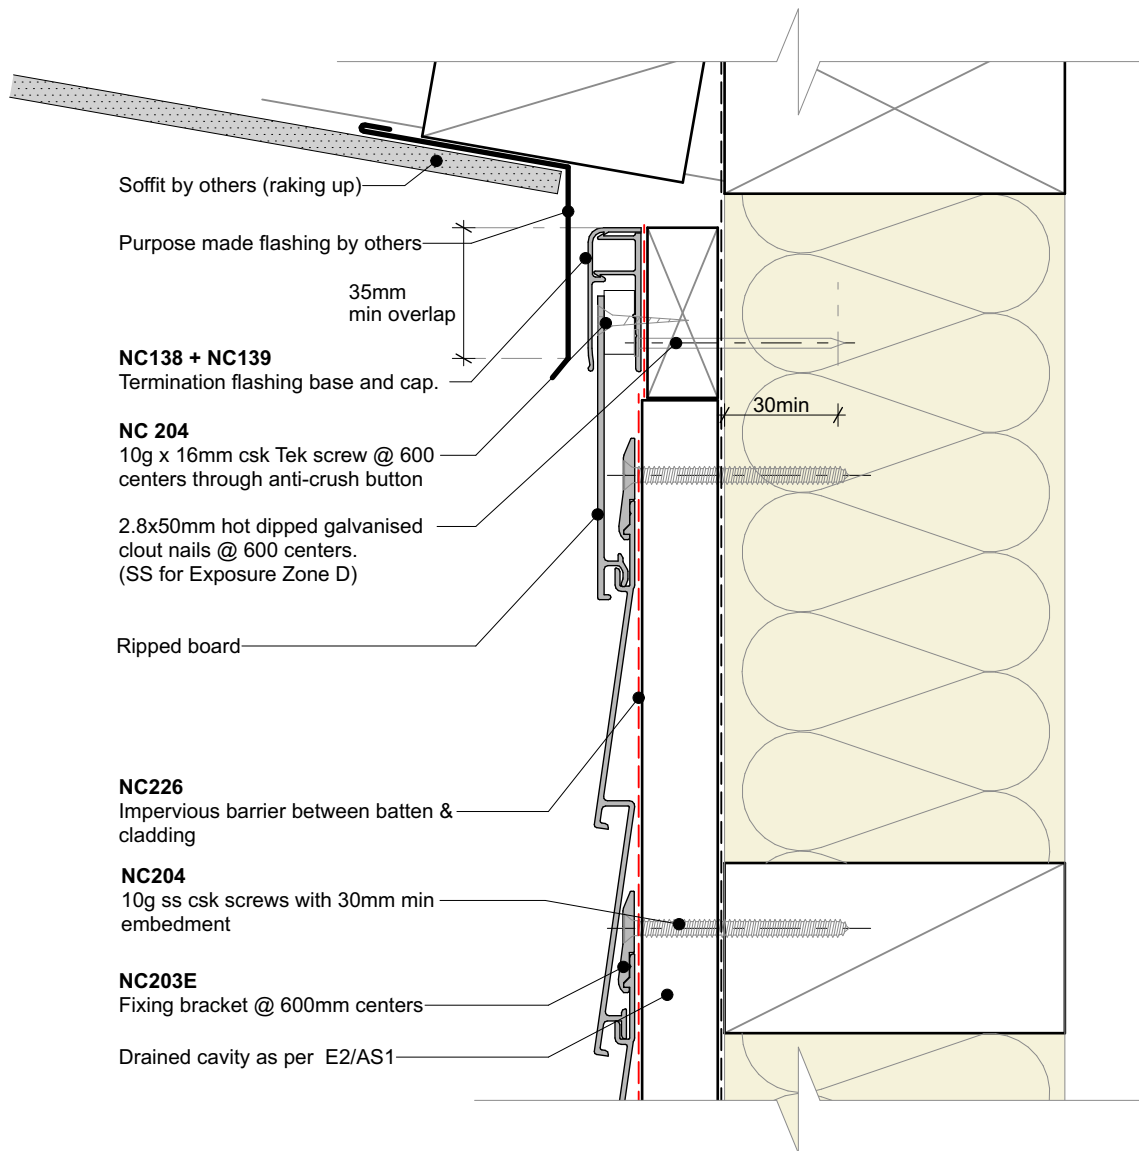 Soffit by others (raking up)
Purpose made flashing by others
35mm
min overlap
NC138 + NC139
Termination flashing base and cap.
30min
NC 204
10g x 16mm csk Tek screw @ 600
centers through anti-crush button
2.8x50mm hot dipped galvanised
clout nails @ 600 centers.
(SS for Exposure Zone D)
Ripped board
NC226
Impervious barrier between batten &
cladding
NC204
10g ss csk screws with 30mm min
embedment
NC203E
Fixing bracket @ 600mm centers
Drained cavity as per  E2/AS1